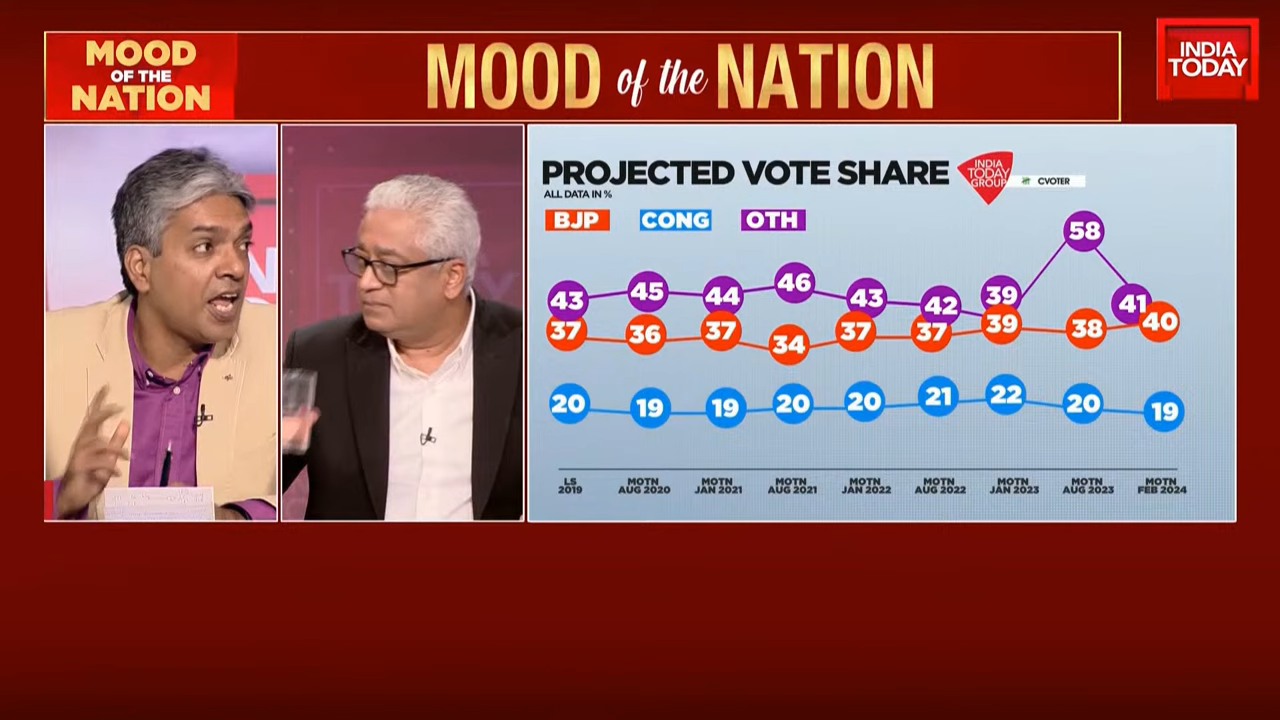 MOOD
OF THE
NATION
MOOD of the NATION
INDIA
TODAY
PROJECTED VOTE SHARE
ALL DATA IN %
INDIA
TODAY
GROUP
CVOTER
BJP CONG OTH
58
43 45 44 46 43 42 39 41
37 36 37 34 37 37 39 38 40
20 19 19 20 20 21 22 20 19
LS
2019
MOTN
AUG 2020
MOTN
JAN 2021
MOTN
AUG 2021
MOTN
JAN 2022
MOTN
AUG 2022
MOTN
JAN 2023
MOTN
AUG 2023
MOTN
FEB 2024